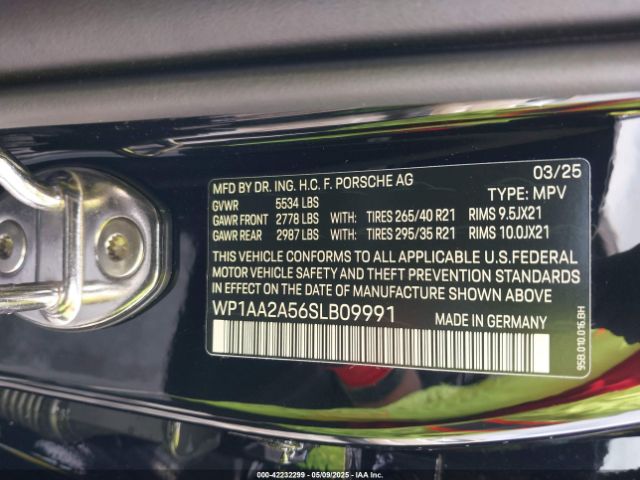 MFD BY DR. ING. H.C. F. PORSCHE AG 03/25
GVWR 5534 LBS TYPE: MPV
GAWR FRONT 2778 LBS WITH: TIRES 265/40 R21 RIMS 9.5JX21
GAWR REAR 2987 LBS WITH: TIRES 295/35 R21 RIMS 10.0JX21
THIS VEHICLE CONFORMS TO ALL APPLICABLE U.S.FEDERAL
MOTOR VEHICLE SAFETY AND THEFT PREVENTION STANDARDS
IN EFFECT ON THE DATE OF MANUFACTURE SHOWN ABOVE
WP1AA2A56SLB09991 MADE IN GERMANY
95B.010.016.BH
000-42232299 - 05/09/2025 - IAA (SM)